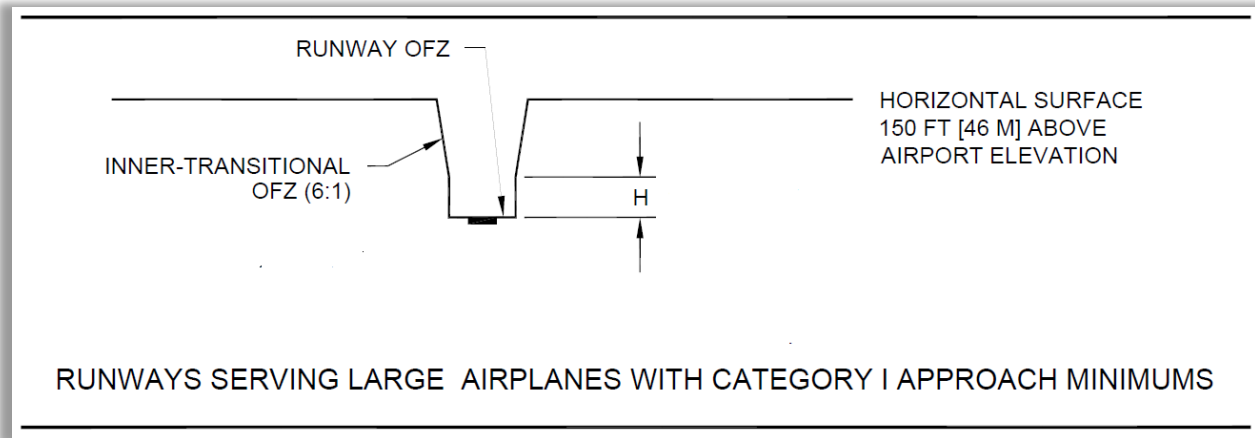 RUNWAY OFZ
HORIZONTAL SURFACE
150 FT [46 M] ABOVE
AIRPORT ELEVATION
INNER-TRANSITIONAL
OFZ (6:1)
H
RUNWAYS SERVING LARGE AIRPLANES WITH CATEGORY I APPROACH MINIMUMS